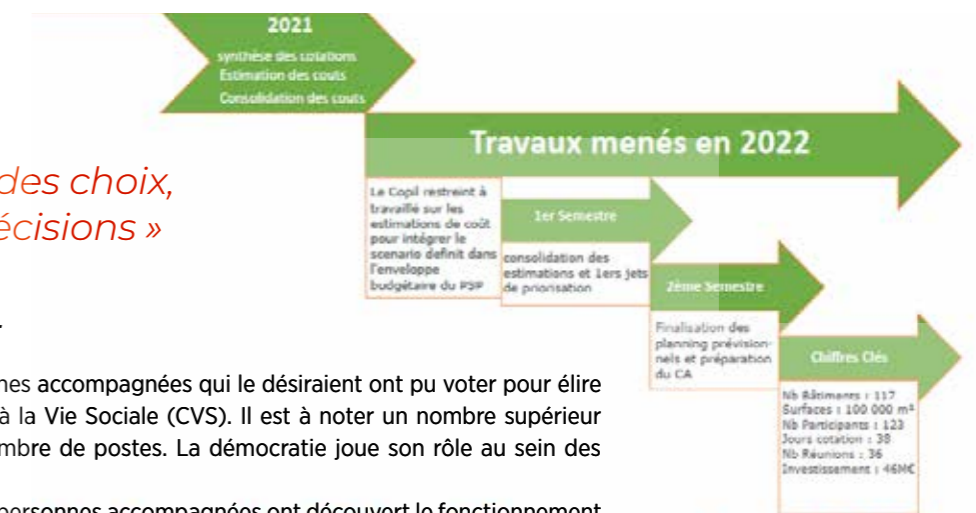 2021
synthèse des cotations
Estimation des couts
Consolidation des couts
Travaux menés en 2022
des choix,
écisions »
Le Copil restreint à
travaillé sur les
estimations de coût
pour intégrer le
scenario definit dans
l'enveloppe
budgétaire du PSP
1er Semestre
consolidation des
estimations et 1ers jets
de priorisation
2ème Semestre
Finalisation des
planning prévision-
nels et préparation
du CA
Chiffres Clés
Nb Bâtiments : 117
Surfaces : 100 000 m²
Nb Participants : 123
Jours cotation : 38
Nb Réunions : 36
Investissement : 46M€
nes accompagnées qui le désiraient ont pu voter pour élire
à la Vie Sociale (CVS). Il est à noter un nombre supérieur
mbre de postes. La démocratie joue son rôle au sein des
personnes accompagnées ont découvert le fonctionnement